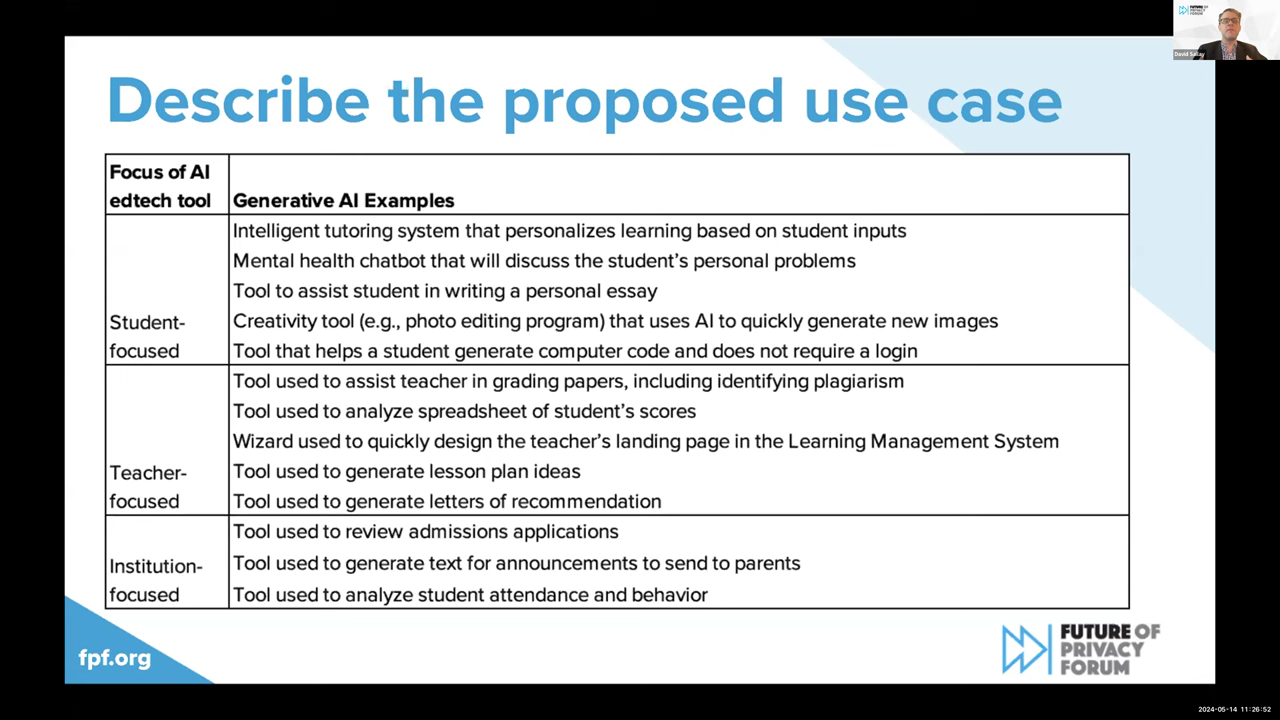 FUTURE OF
PRIVACY
FORUM
David Sallay
Describe the proposed use case
Focus of AI
edtech tool
Generative AI Examples
Student-
focused
Intelligent tutoring system that personalizes learning based on student inputs
Mental health chatbot that will discuss the student’s personal problems
Tool to assist student in writing a personal essay
Creativity tool (e.g., photo editing program) that uses AI to quickly generate new images
Tool that helps a student generate computer code and does not require a login
Teacher-
focused
Tool used to assist teacher in grading papers, including identifying plagiarism
Tool used to analyze spreadsheet of student’s scores
Wizard used to quickly design the teacher’s landing page in the Learning Management System
Tool used to generate lesson plan ideas
Tool used to generate letters of recommendation
Institution-
focused
Tool used to review admissions applications
Tool used to generate text for announcements to send to parents
Tool used to analyze student attendance and behavior
fpf.org
FUTURE OF
PRIVACY
FORUM
2024-05-14 11:26:52